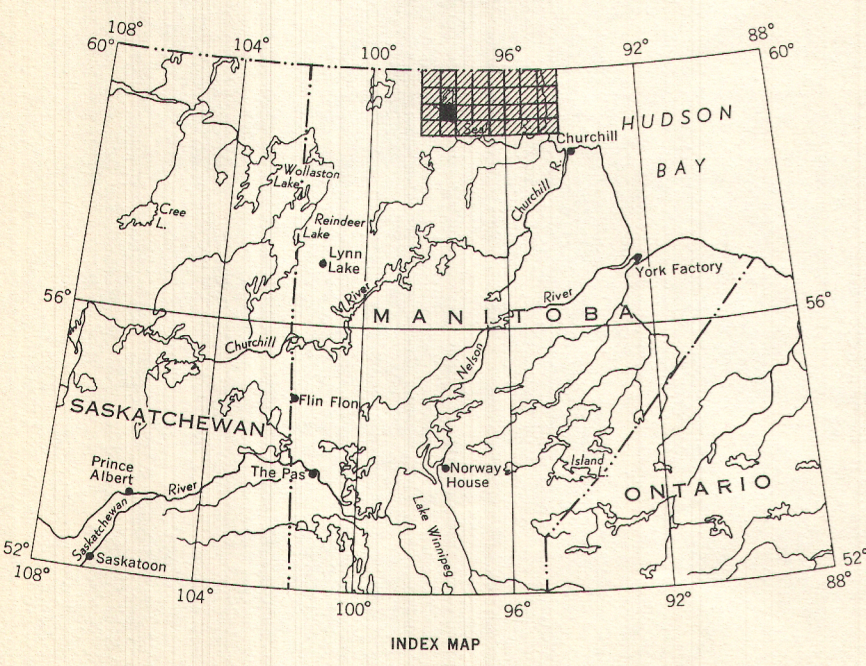 108°
104°
100°
96°
92°
88°
60°
60°
HUDSON
BAY
Seal
Churchill
Churchill R.
Wollaston
Lake
Cree
L.
Reindeer
Lake
Lynn
Lake
River
York Factory
River
56°
56°
MANITOBA
Churchill
Nelson
Flin Flon
SASKATCHEWAN
Prince
Albert
River
The Pas
Norway
House
Island
L.
ONTARIO
Saskatchewan
Lake Winnipeg
Saskatoon
52°
52°
108°
104°
100°
96°
92°
88°
INDEX MAP